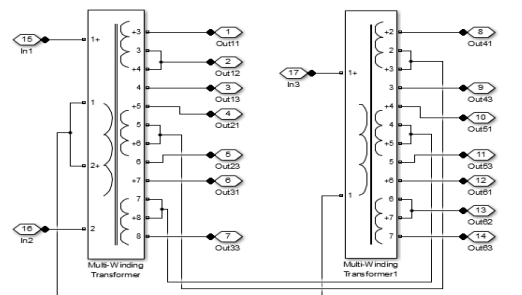 15
In1
16
In2
1+
1
2+
2
+3
3
+4
4
+5
5
+6
6
+7
7
+8
8
Multi-Winding
Transformer
1
Out11
2
Out12
3
Out13
4
Out21
5
Out23
6
Out31
7
Out33
17
In3
1+
1
+2
2
+3
3
+4
4
+5
5
+6
6
+7
7
Multi-Winding
Transformer1
8
Out41
9
Out43
10
Out51
11
Out53
12
Out61
13
Out62
14
Out63